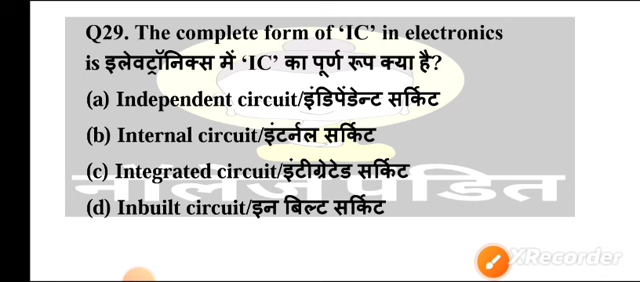 Q29. The complete form of ‘IC’ in electronics
is इलेक्ट्रॉनिक्स में ‘IC’ का पूर्ण रूप क्या है?
(a) Independent circuit/इंडिपेंडेन्ट सर्किट
(b) Internal circuit/इंटर्नल सर्किट
(c) Integrated circuit/इंटीग्रेटेड सर्किट
नॉलेज पंडित
(d) Inbuilt circuit/इन बिल्ट सर्किट
XRecorder